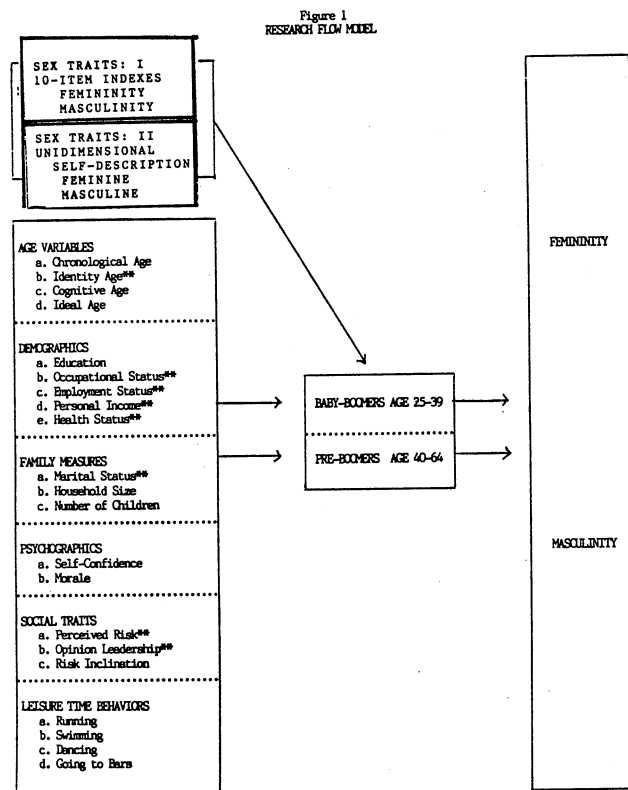 Figure 1
RESEARCH FLOW MODEL
SEX TRAITS: I
10-ITEM INDEXES
FEMININITY
MASCULINITY
SEX TRAITS: II
UNIDIMENSIONAL
SELF-DESCRIPTION
FEMININE
MASCULINE
AGE VARIABLES
a. Chronological Age
b. Identity Age**
c. Cognitive Age
d. Ideal Age
DEMOGRAPHICS
a. Education
b. Occupational Status**
c. Employment Status**
d. Personal Income**
e. Health Status**
FAMILY MEASURES
a. Marital Status**
b. Household Size
c. Number of Children
PSYCHOGRAPHICS
a. Self-Confidence
b. Morale
SOCIAL TRAITS
a. Perceived Risk**
b. Opinion Leadership**
c. Risk Inclination
LEISURE TIME BEHAVIORS
a. Running
b. Swimming
c. Dancing
d. Going to Bars
BABY-BOOMERS AGE 25-39
PRE-BOOMERS AGE 40-64
FEMININITY
MASCULINITY